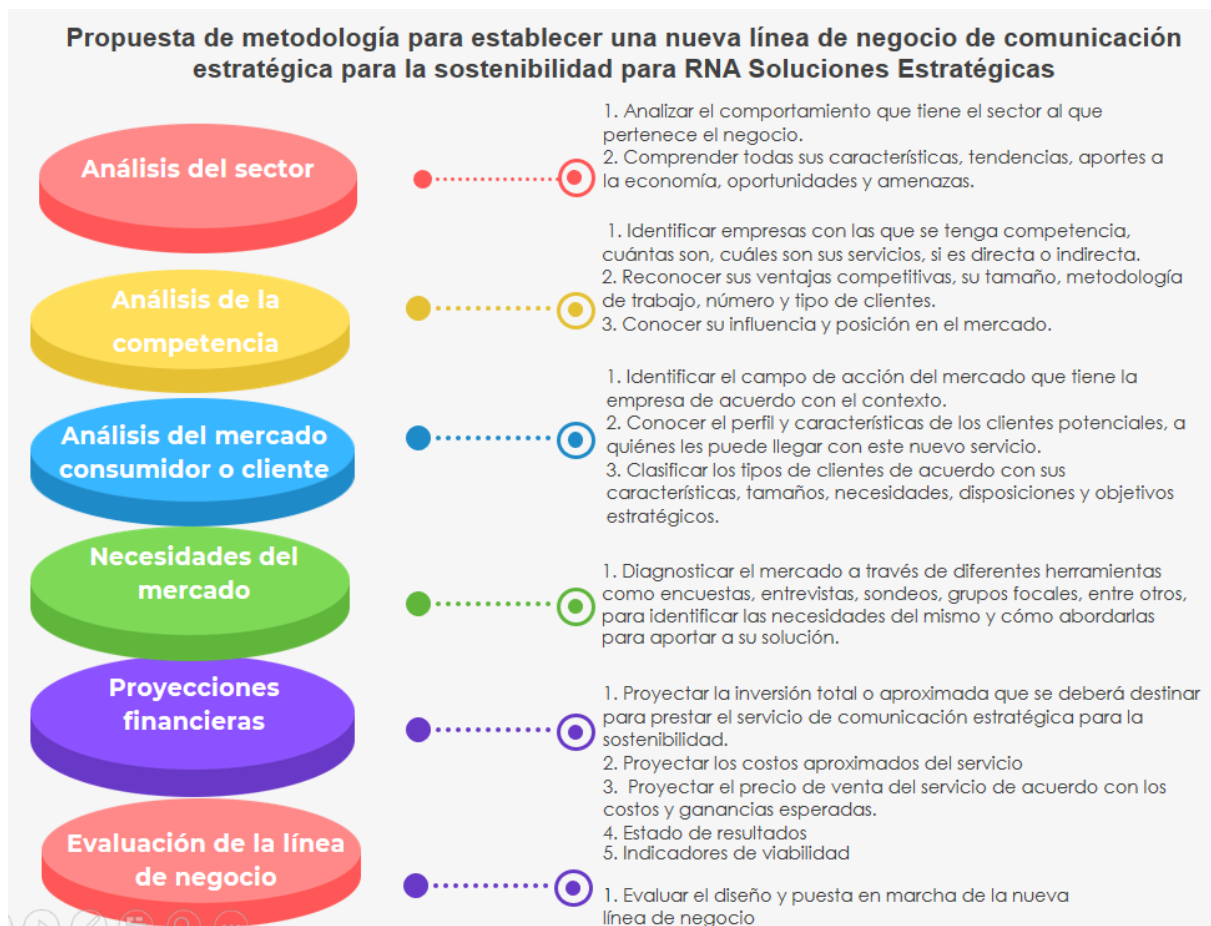 Propuesta de metodología para establecer una nueva línea de negocio de comunicación
estratégica para la sostenibilidad para RNA Soluciones Estratégicas
Análisis del sector
1. Analizar el comportamiento que tiene el sector al que
pertenece el negocio.
2. Comprender todas sus características, tendencias, aportes a
la economía, oportunidades y amenazas.
Análisis de la
competencia
1. Identificar empresas con las que se tenga competencia,
cuántas son, cuáles son sus servicios, si es directa o indirecta.
2. Reconocer sus ventajas competitivas, su tamaño, metodología
de trabajo, número y tipo de clientes.
3. Conocer su influencia y posición en el mercado.
Análisis del mercado
consumidor o cliente
1. Identificar el campo de acción del mercado que tiene la
empresa de acuerdo con el contexto.
2. Conocer el perfil y características de los clientes potenciales, a
quiénes les puede llegar con este nuevo servicio.
3. Clasificar los tipos de clientes de acuerdo con sus
características, tamaños, necesidades, disposiciones y objetivos
estratégicos.
Necesidades del
mercado
1. Diagnosticar el mercado a través de diferentes herramientas
como encuestas, entrevistas, sondeos, grupos focales, entre otros,
para identificar las necesidades del mismo y cómo abordarlas
para aportar a su solución.
Proyecciones
financieras
1. Proyectar la inversión total o aproximada que se deberá destinar
para prestar el servicio de comunicación estratégica para la
sostenibilidad.
2. Proyectar los costos aproximados del servicio
3. Proyectar el precio de venta del servicio de acuerdo con los
costos y ganancias esperadas.
4. Estado de resultados
5. Indicadores de viabilidad
Evaluación de la línea
de negocio
1. Evaluar el diseño y puesta en marcha de la nueva
línea de negocio